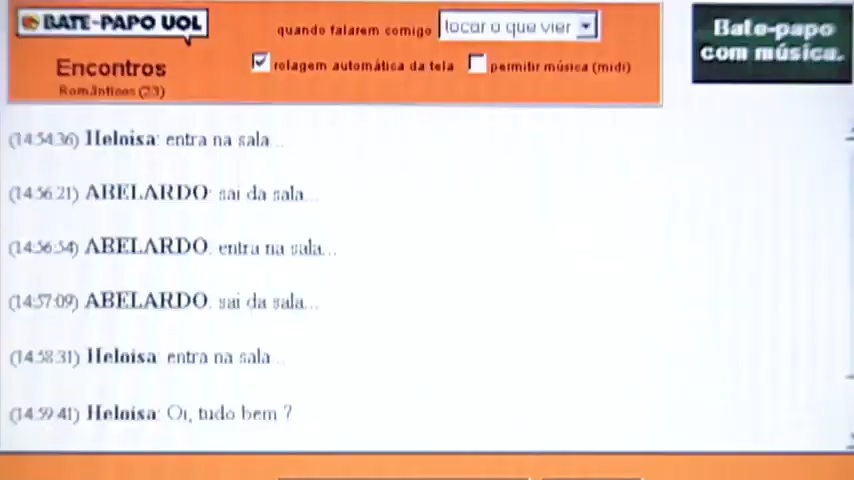 BATE-PAPO UOL
quando falarem comigo tocar o que vier
Bate-papo
com música.
Encontros
rolagem automática da tela permitir música (midi)
Românticos (23)
(14:54:36) Heloisa: entra na sala...
(14:56:21) ABELARDO: sai da sala...
(14:56:54) ABELARDO: entra na sala...
(14:57:09) ABELARDO: sai da sala...
(14:58:31) Heloisa: entra na sala...
(14:59:41) Heloisa: Oi, tudo bem ?